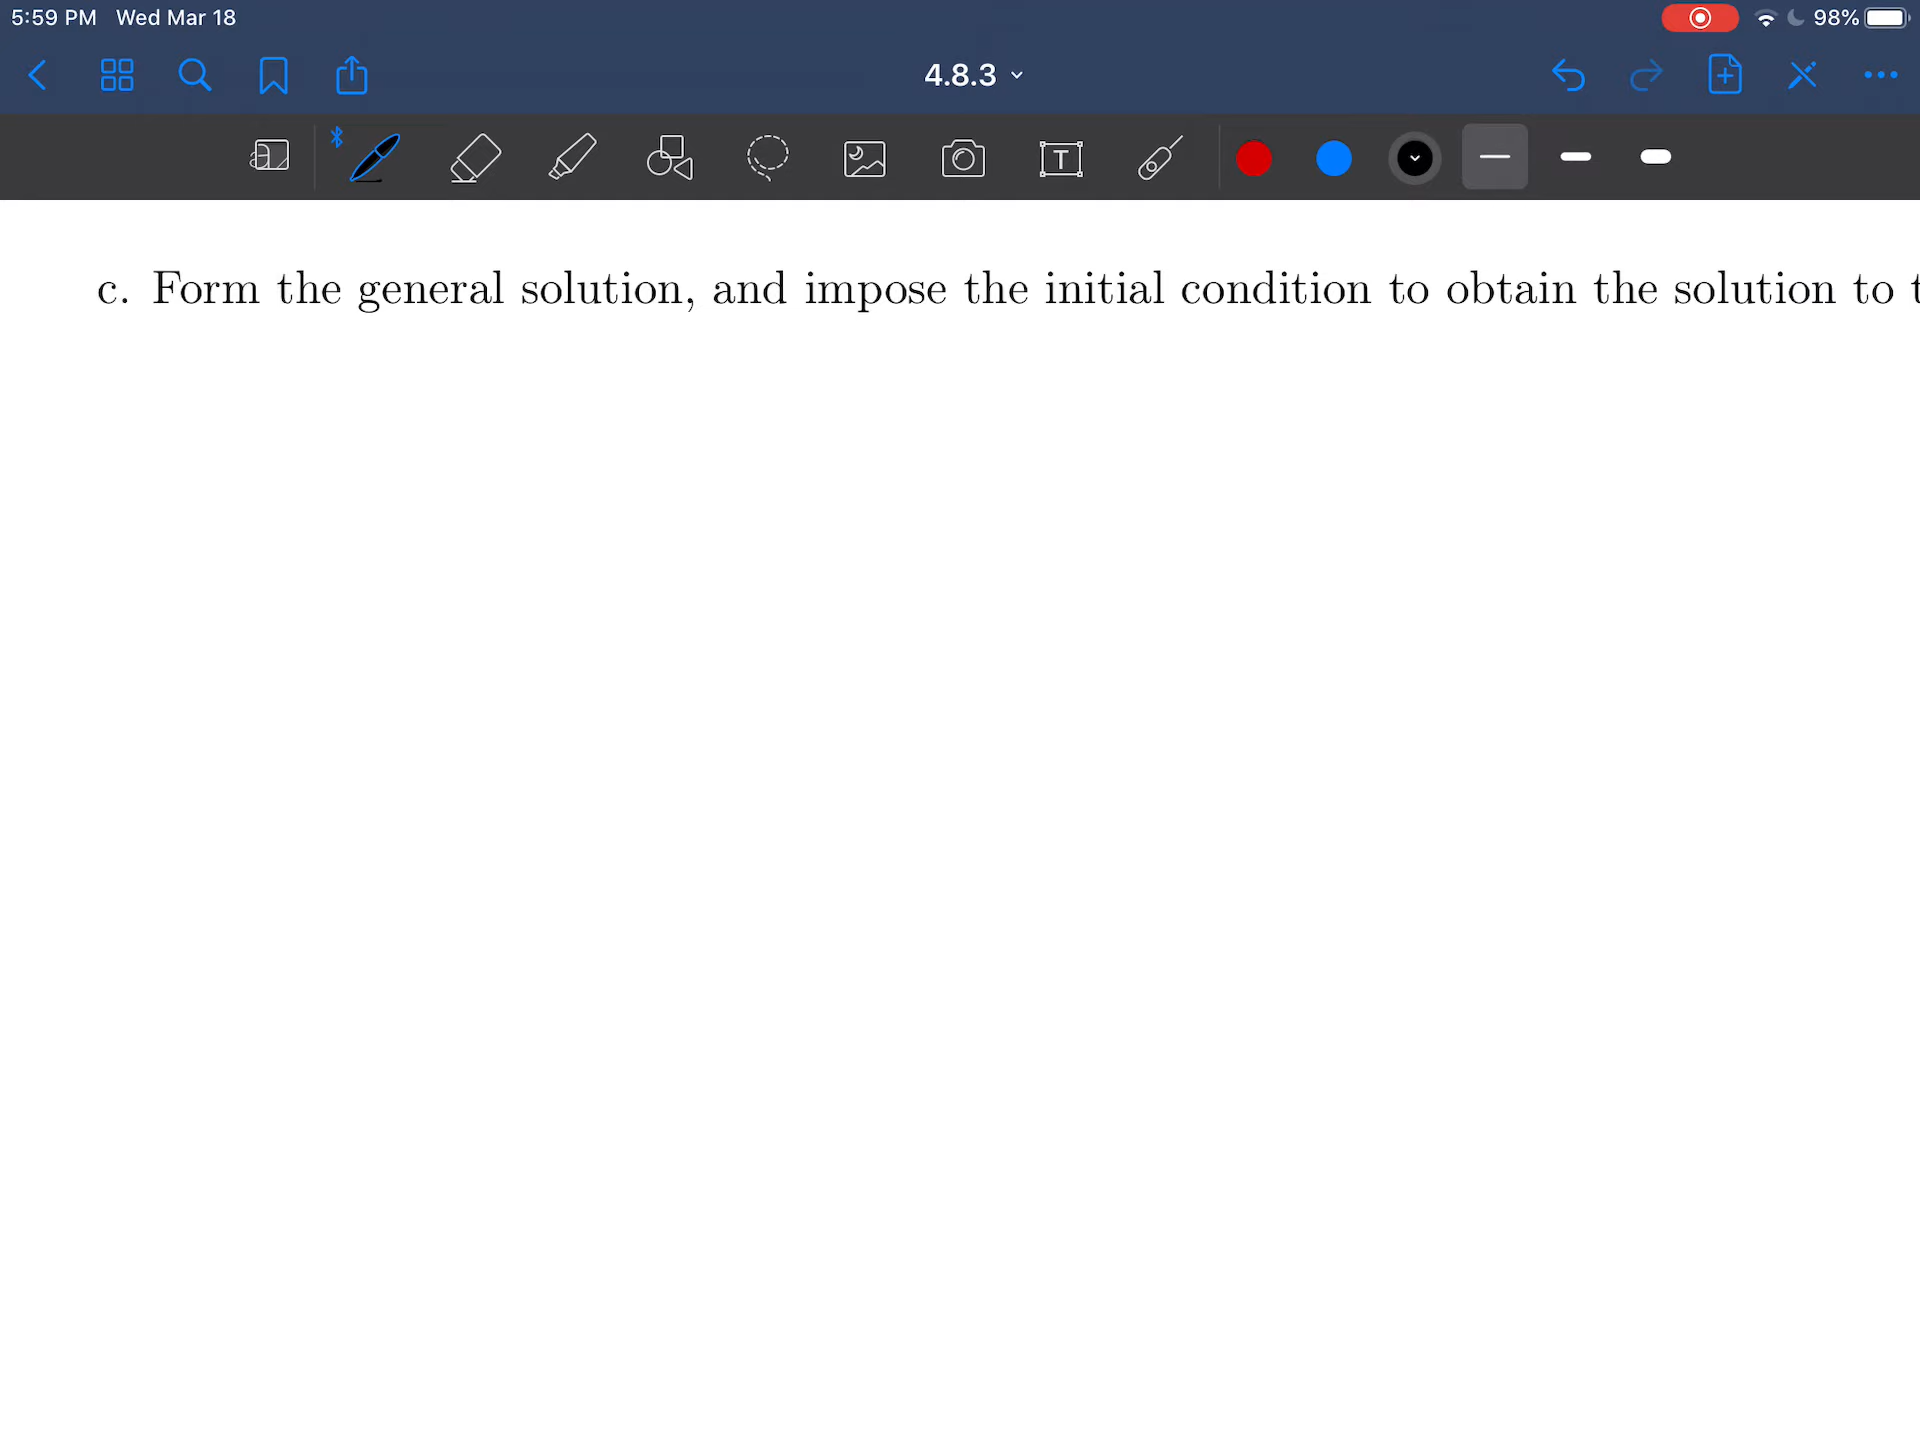 5:59 PM Wed Mar 18
98%
4.8.3
T
c. Form the general solution, and impose the initial condition to obtain the solution to t